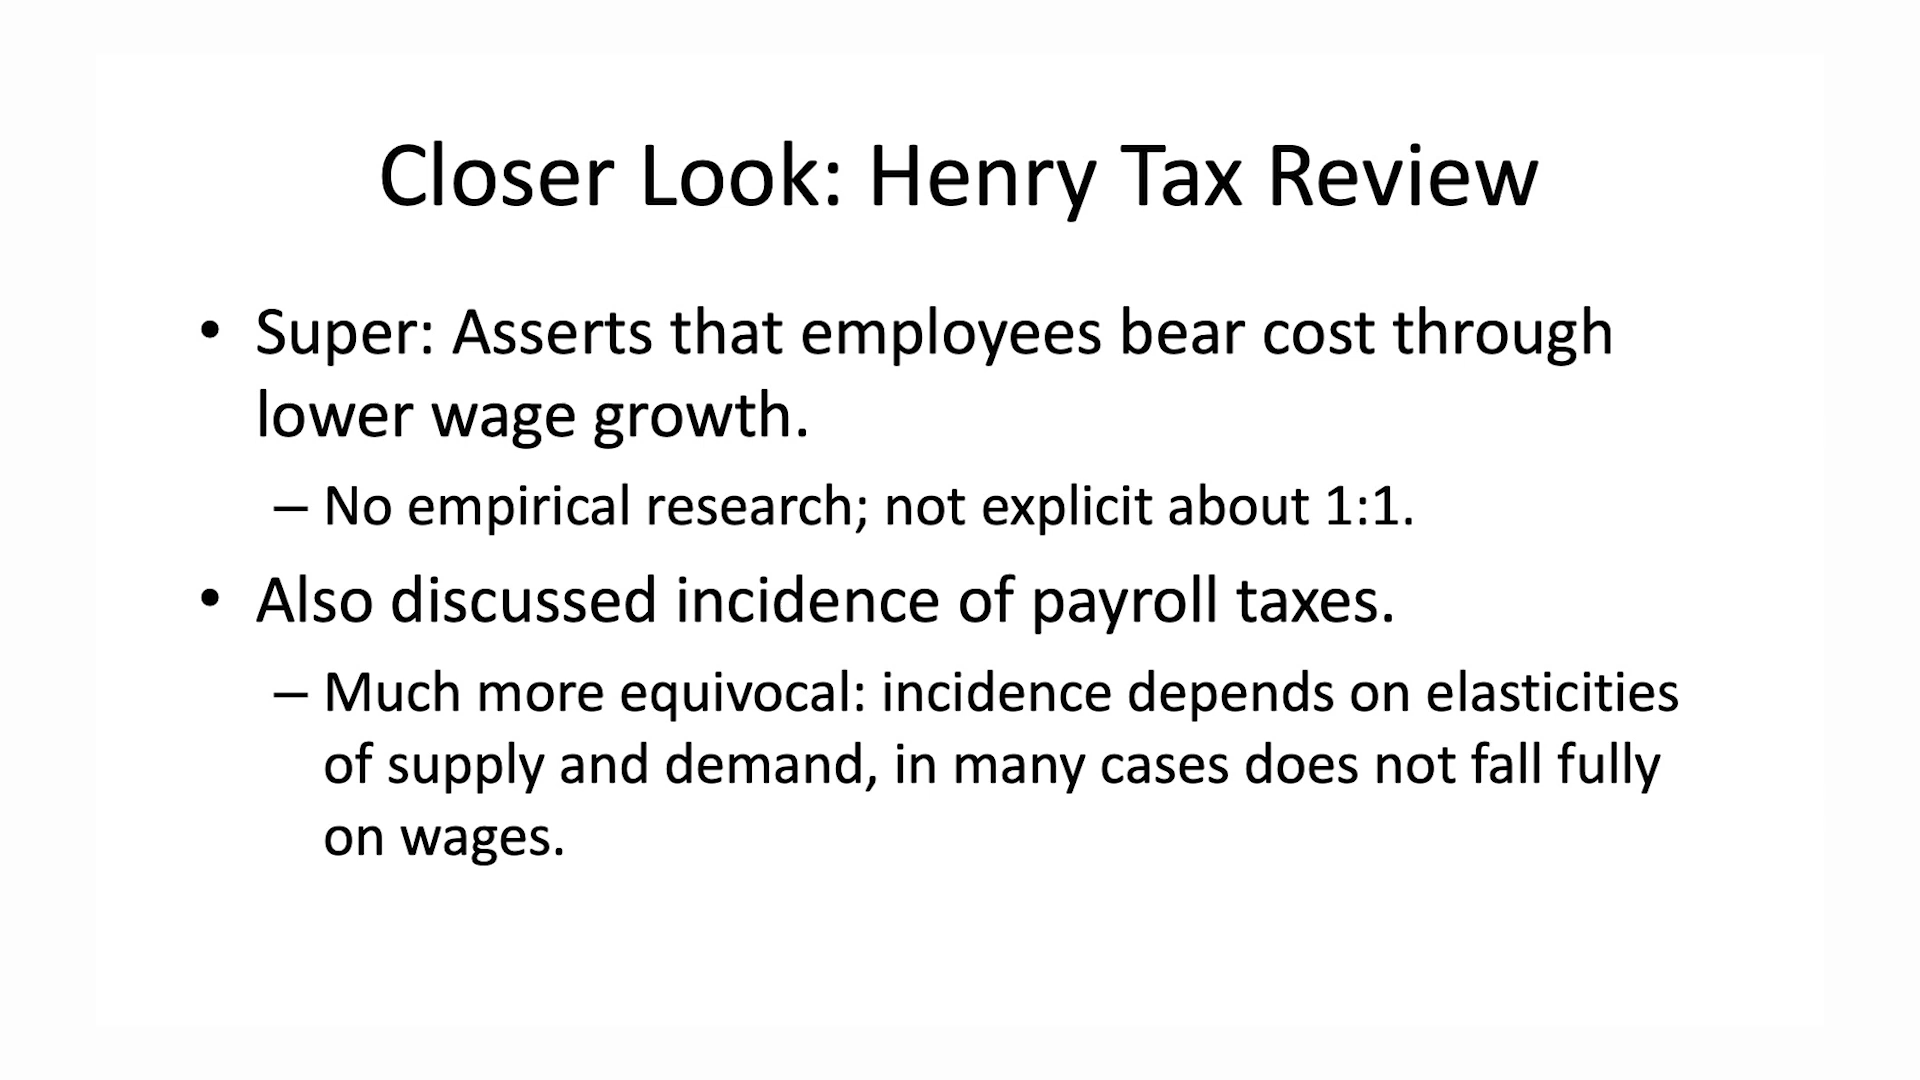 Closer Look: Henry Tax Review
• Super: Asserts that employees bear cost through
lower wage growth.
– No empirical research; not explicit about 1:1.
• Also discussed incidence of payroll taxes.
– Much more equivocal: incidence depends on elasticities
of supply and demand, in many cases does not fall fully
on wages.